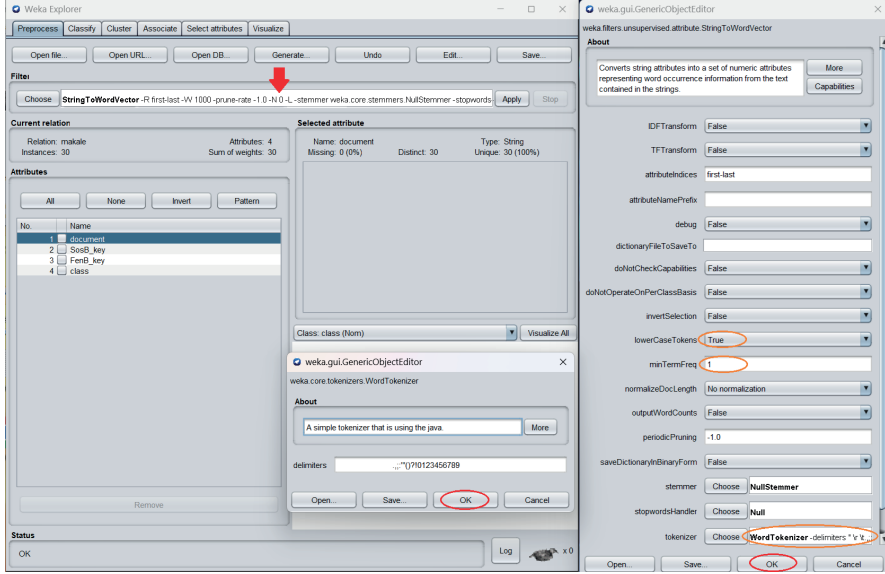 Weka Explorer
Preprocess Classify Cluster Associate Select attributes Visualize
Open file... Open URL... Open DB... Generate... Undo Edit... Save...
Filter
Choose StringToWordVector -R first-last -W 1000 -prune-rate -1.0 -N 0 -L -stemmer weka.core.stemmers.NullStemmer -stopwords- Apply Stop
Current relation
Relation: makale Attributes: 4
Instances: 30 Sum of weights: 30
Attributes
All None Invert Pattern
No. Name
1 document
2 SosB_key
3 FenB_key
4 class
Remove
Status
OK
Log x 0
Selected attribute
Name: document Type: String
Missing: 0 (0%) Distinct: 30 Unique: 30 (100%)
Class: class (Nom) Visualize All
weka.gui.GenericObjectEditor
weka.core.tokenizers.WordTokenizer
About
A simple tokenizer that is using the java. More
delimiters .,;:'"()?!0123456789
Open... Save... OK Cancel
weka.gui.GenericObjectEditor
weka.filters.unsupervised.attribute.StringToWordVector
About
Converts string attributes into a set of numeric attributes
representing word occurrence information from the text
contained in the strings.
More
Capabilities
IDFTransform False
TFTransform False
attributeIndices first-last
attributeNamePrefix
debug False
dictionaryFileToSaveTo
doNotCheckCapabilities False
doNotOperateOnPerClassBasis False
invertSelection False
lowerCaseTokens True
minTermFreq 1
normalizeDocLength No normalization
outputWordCounts False
periodicPruning -1.0
saveDictionaryInBinaryForm False
stemmer Choose NullStemmer
stopwordsHandler Choose Null
tokenizer Choose WordTokenizer -delimiters " \r \t.,;:
Open... Save... OK Cancel